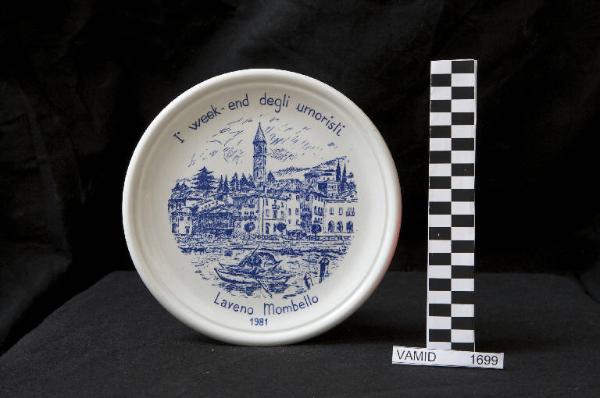 I° week-end degli umoristi
Laveno Mombello
1981
VAMID 1699